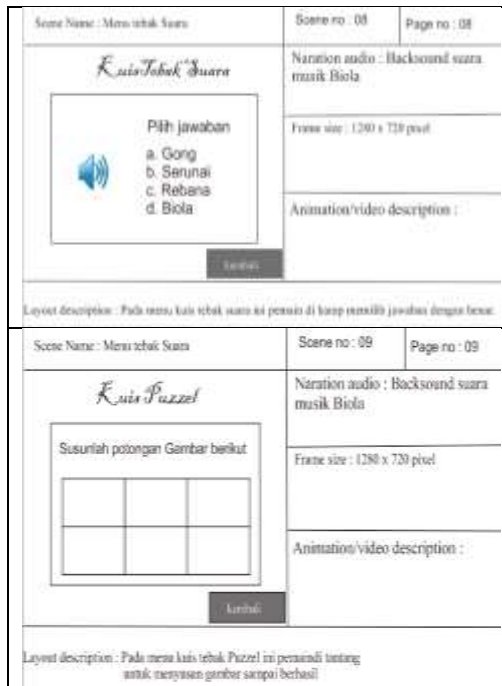 Scene Name : Menu tebak Suara
Scene no : 08
Page no : 08
Kuis Tebak Suara
Naration audio : Backsound suara
musik Biola
Pilih jawaban
a. Gong
b. Serunai
c. Rebana
d. Biola
Frame size : 1280 x 720 pixel
Animation/video description :
kembali
Layout description : Pada menu kuis tebak suara ini pemain di harap memilih jawaban dengan benar.
Scene Name : Menu tebak Suara
Scene no : 09
Page no : 09
Kuis Puzzel
Naration audio : Backsound suara
musik Biola
Susunlah potongan Gambar berikut
Frame size : 1280 x 720 pixel
Animation/video description :
kembali
Layout description : Pada menu kuis tebak Puzzel ini pemain di tantang
untuk menyusun gambar sampai berhasil